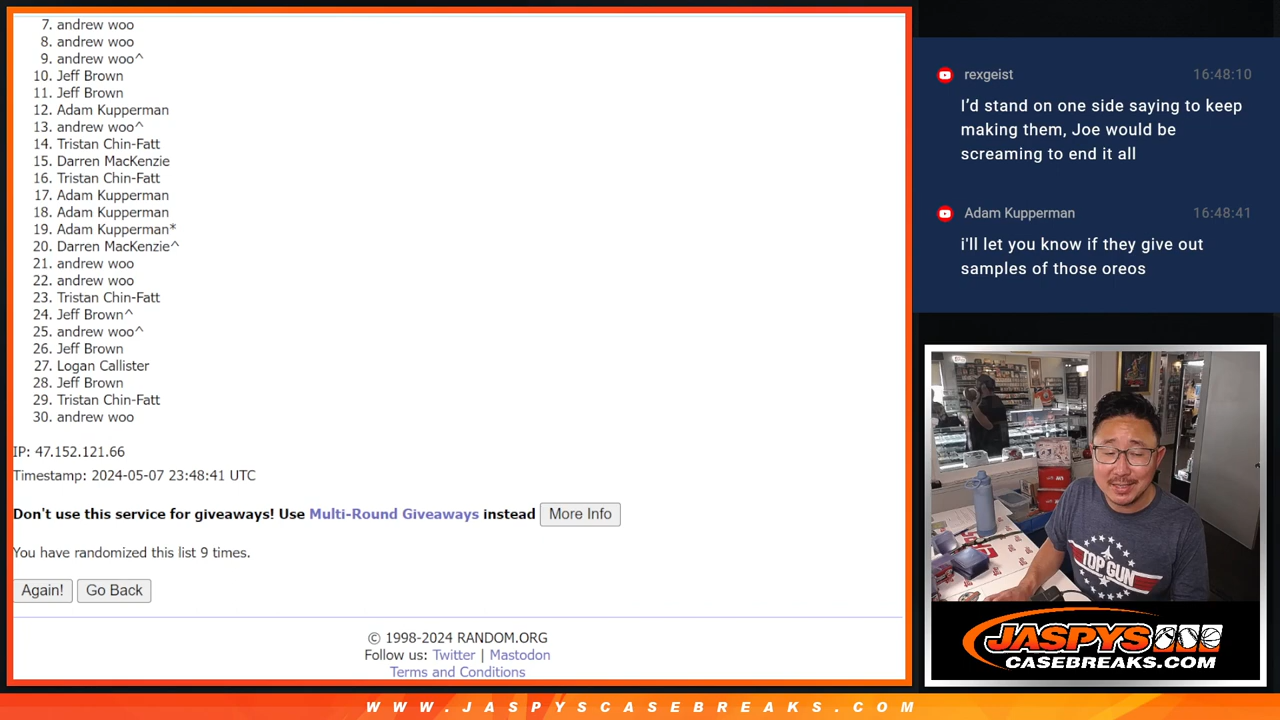 7. andrew woo
8. andrew woo
9. andrew woo^
10. Jeff Brown
11. Jeff Brown
12. Adam Kupperman
13. andrew woo^
14. Tristan Chin-Fatt
15. Darren MacKenzie
16. Tristan Chin-Fatt
17. Adam Kupperman
18. Adam Kupperman
19. Adam Kupperman*
20. Darren MacKenzie^
21. andrew woo
22. andrew woo
23. Tristan Chin-Fatt
24. Jeff Brown^
25. andrew woo^
26. Jeff Brown
27. Logan Callister
28. Jeff Brown
29. Tristan Chin-Fatt
30. andrew woo
IP: 47.152.121.66
Timestamp: 2024-05-07 23:48:41 UTC
Don't use this service for giveaways! Use Multi-Round Giveaways instead More Info
You have randomized this list 9 times.
Again! Go Back
© 1998-2024 RANDOM.ORG
Follow us: Twitter | Mastodon
Terms and Conditions
rexgeist 16:48:10
I’d stand on one side saying to keep
making them, Joe would be
screaming to end it all
Adam Kupperman 16:48:41
i'll let you know if they give out
samples of those oreos
TOP GUN
JASPYS
CASEBREAKS.COM
WWW.JASPYSCASEBREAKS.COM